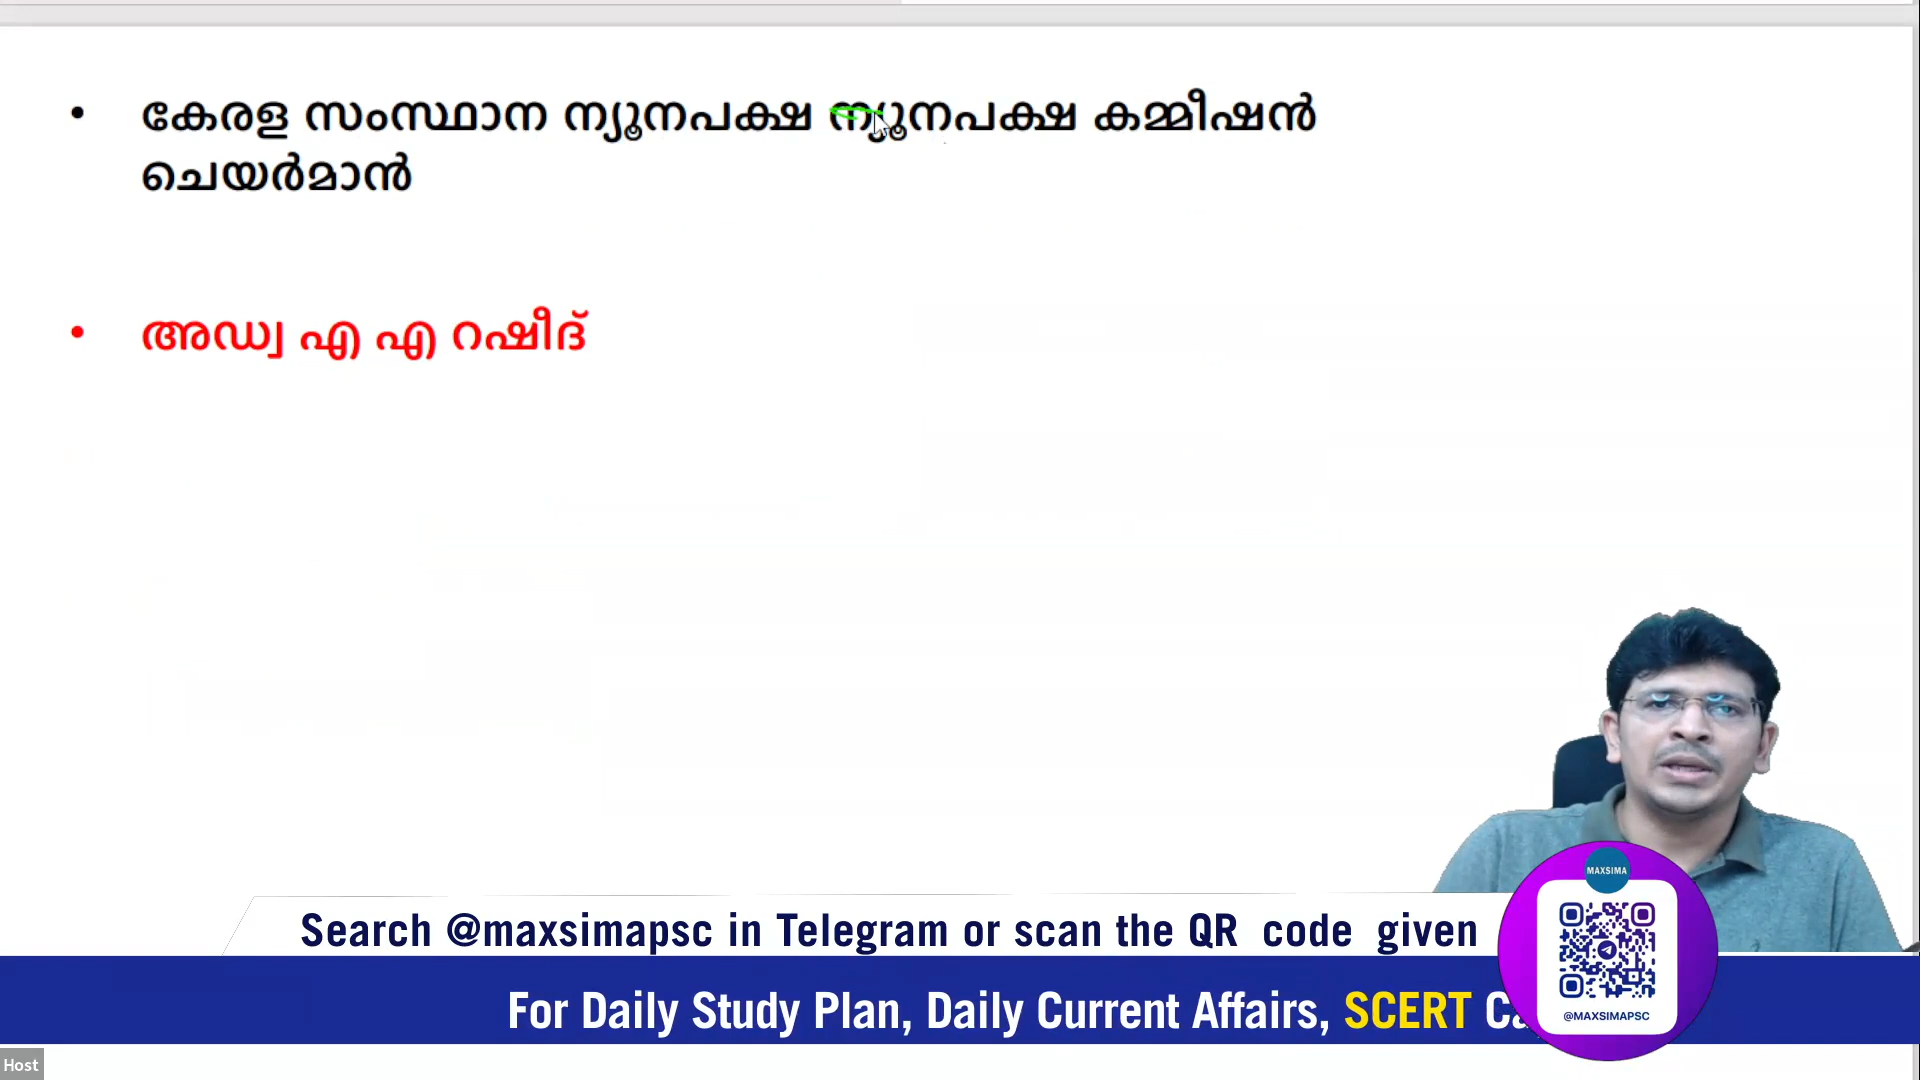 • കേരള സംസ്ഥാന ന്യൂനപക്ഷ ന്യൂനപക്ഷ കമ്മീഷൻ
ചെയർമാൻ
• അഡ്വ എ എ റഷീദ്
MAXSIMA
Search @maxsimapsc in Telegram or scan the QR code given
For Daily Study Plan, Daily Current Affairs, SCERT
@MAXSIMAPSC
Host